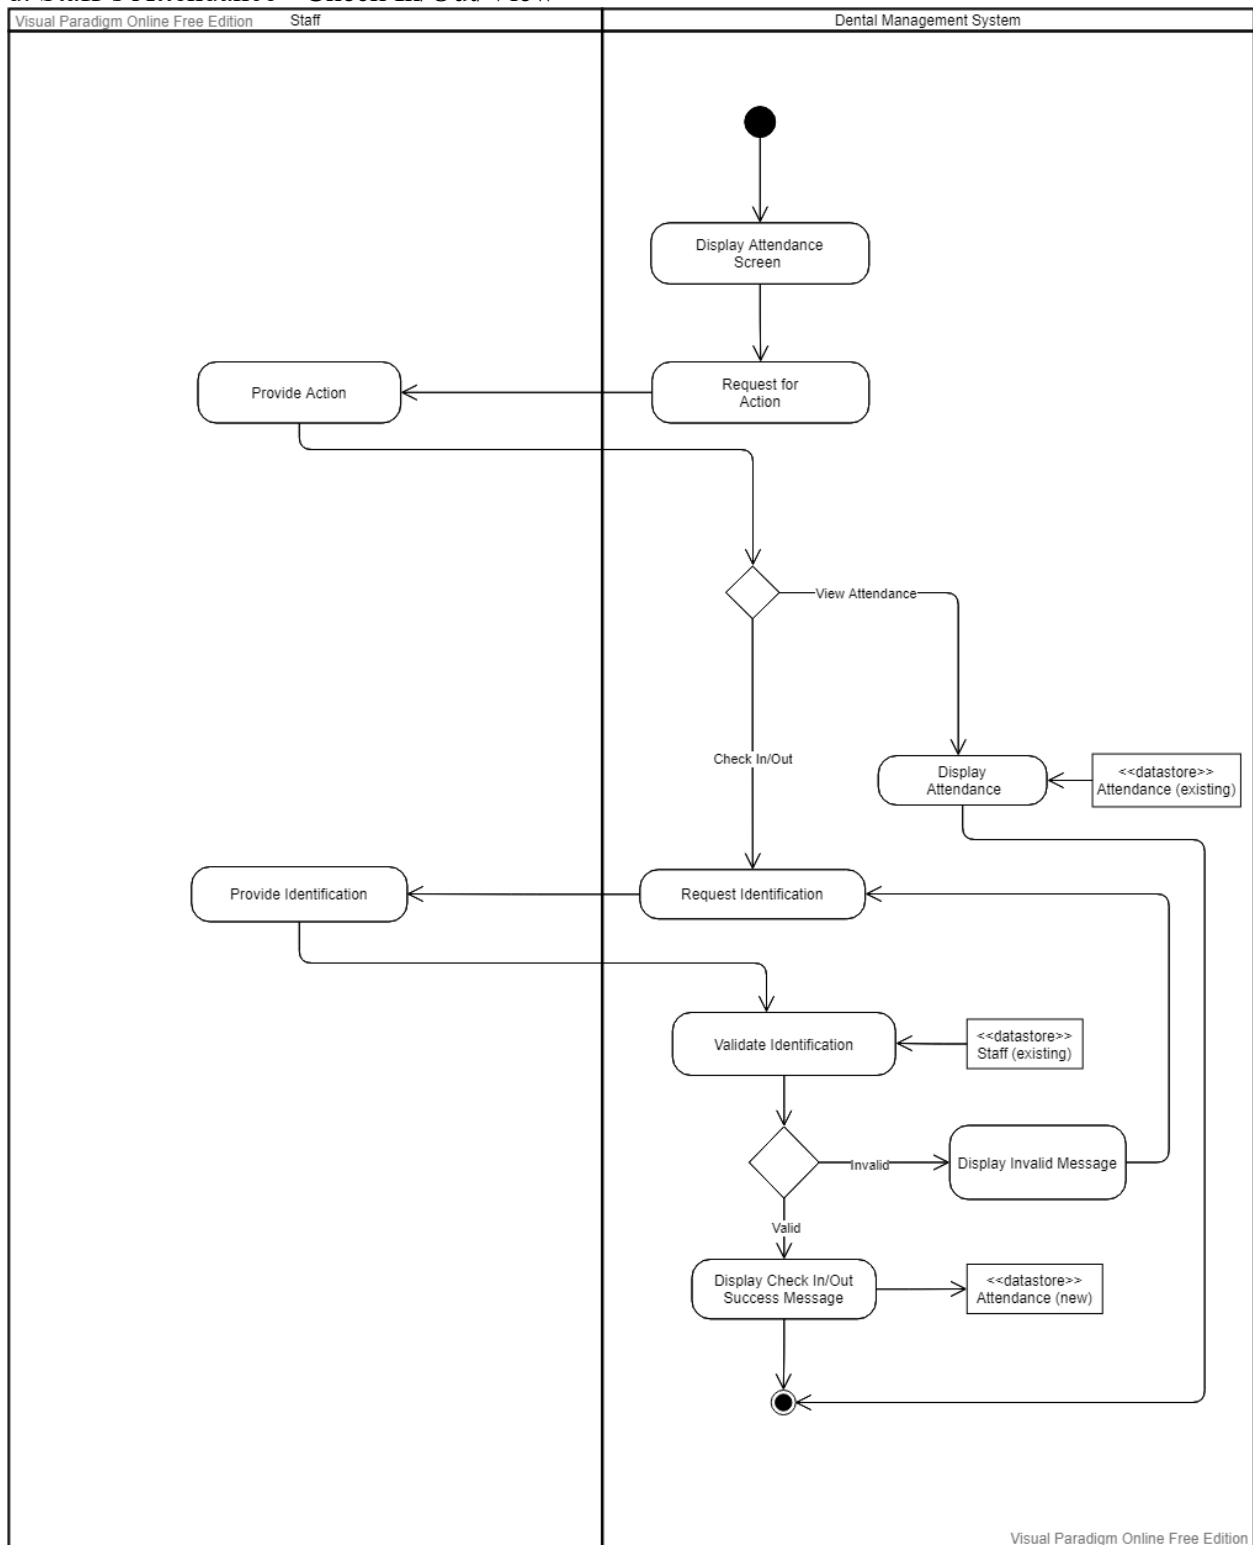 Visual Paradigm Online Free Edition
Staff
Dental Management System
Display Attendance
Screen
Provide Action
Request for
Action
View Attendance
Check In/Out
Display
Attendance
<<datastore>>
Attendance (existing)
Provide Identification
Request Identification
Validate Identification
<<datastore>>
Staff (existing)
Invalid
Display Invalid Message
Valid
Display Check In/Out
Success Message
<<datastore>>
Attendance (new)
Visual Paradigm Online Free Edition